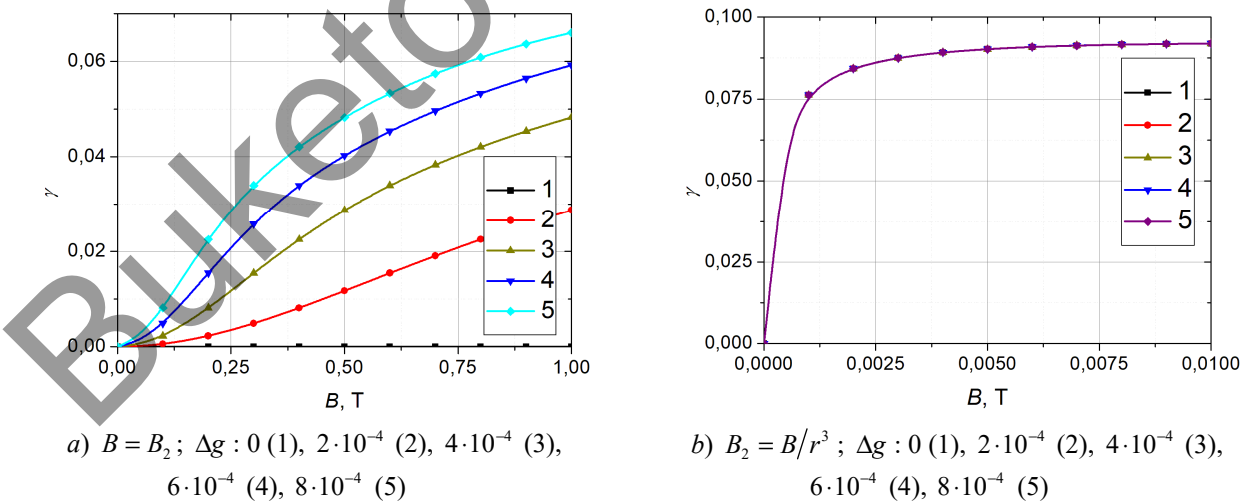 Buketo
0,06
0,04
0,02
0,00
γ
0,00 0,25 0,50 0,75 1,00
B, T
1
2
3
4
5
a) B = B₂; Δg : 0 (1), 2·10⁻⁴ (2), 4·10⁻⁴ (3),
6·10⁻⁴ (4), 8·10⁻⁴ (5)
0,100
0,075
0,050
0,025
0,000
γ
0,0000 0,0025 0,0050 0,0075 0,0100
B, T
1
2
3
4
5
b) B₂ = B/r³; Δg : 0 (1), 2·10⁻⁴ (2), 4·10⁻⁴ (3),
6·10⁻⁴ (4), 8·10⁻⁴ (5)